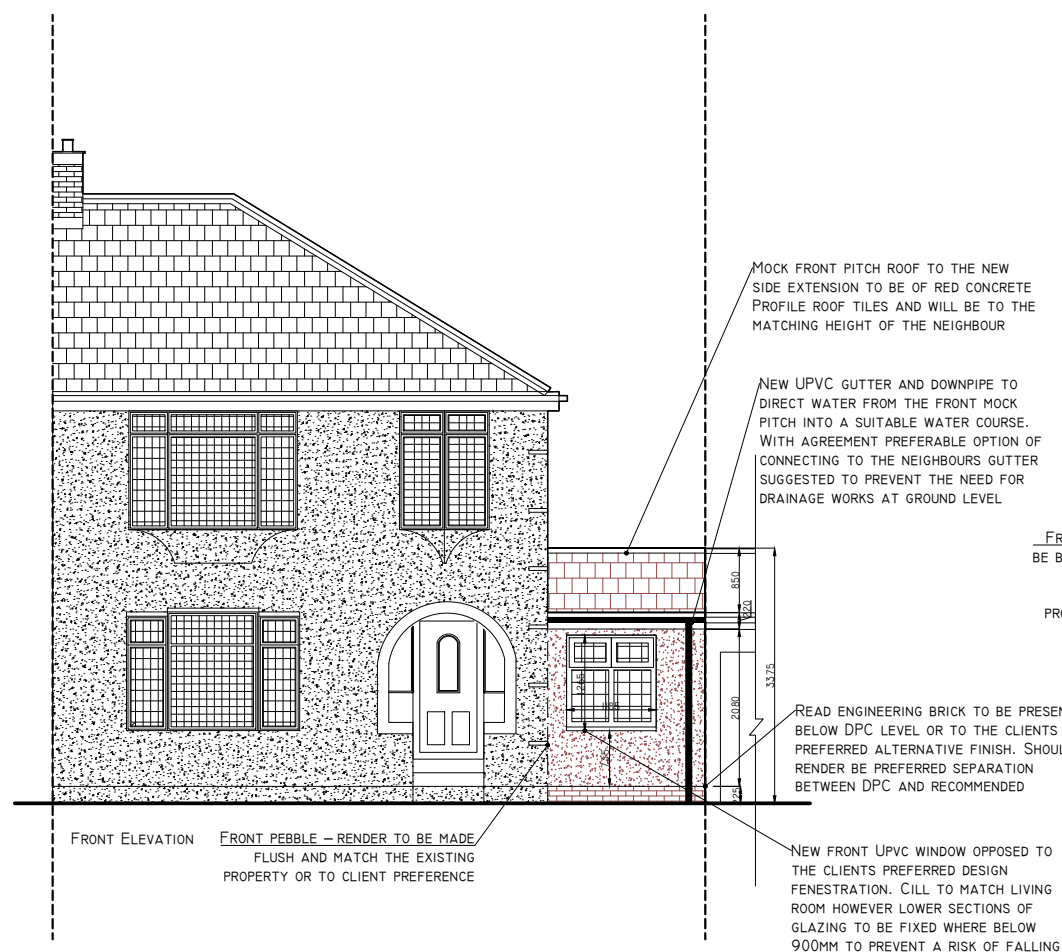 MOCK FRONT PITCH ROOF TO THE NEW
SIDE EXTENSION TO BE OF RED CONCRETE
PROFILE ROOF TILES AND WILL BE TO THE
MATCHING HEIGHT OF THE NEIGHBOUR
NEW UPVC GUTTER AND DOWNPIPE TO
DIRECT WATER FROM THE FRONT MOCK
PITCH INTO A SUITABLE WATER COURSE.
WITH AGREEMENT PREFERABLE OPTION OF
CONNECTING TO THE NEIGHBOURS GUTTER
SUGGESTED TO PREVENT THE NEED FOR
DRAINAGE WORKS AT GROUND LEVEL
BE B
850
220
3375
2080
1265
READ ENGINEERING BRICK TO BE PRESEN
BELOW DPC LEVEL OR TO THE CLIENTS
PREFERRED ALTERNATIVE FINISH. SHOUL
RENDER BE PREFERRED SEPARATION
BETWEEN DPC AND RECOMMENDED
FRONT ELEVATION
FRONT PEBBLE – RENDER TO BE MADE
FLUSH AND MATCH THE EXISTING
PROPERTY OR TO CLIENT PREFERENCE
NEW FRONT UPVC WINDOW OPPOSED TO
THE CLIENTS PREFERRED DESIGN
FENESTRATION. CILL TO MATCH LIVING
ROOM HOWEVER LOWER SECTIONS OF
GLAZING TO BE FIXED WHERE BELOW
900MM TO PREVENT A RISK OF FALLING